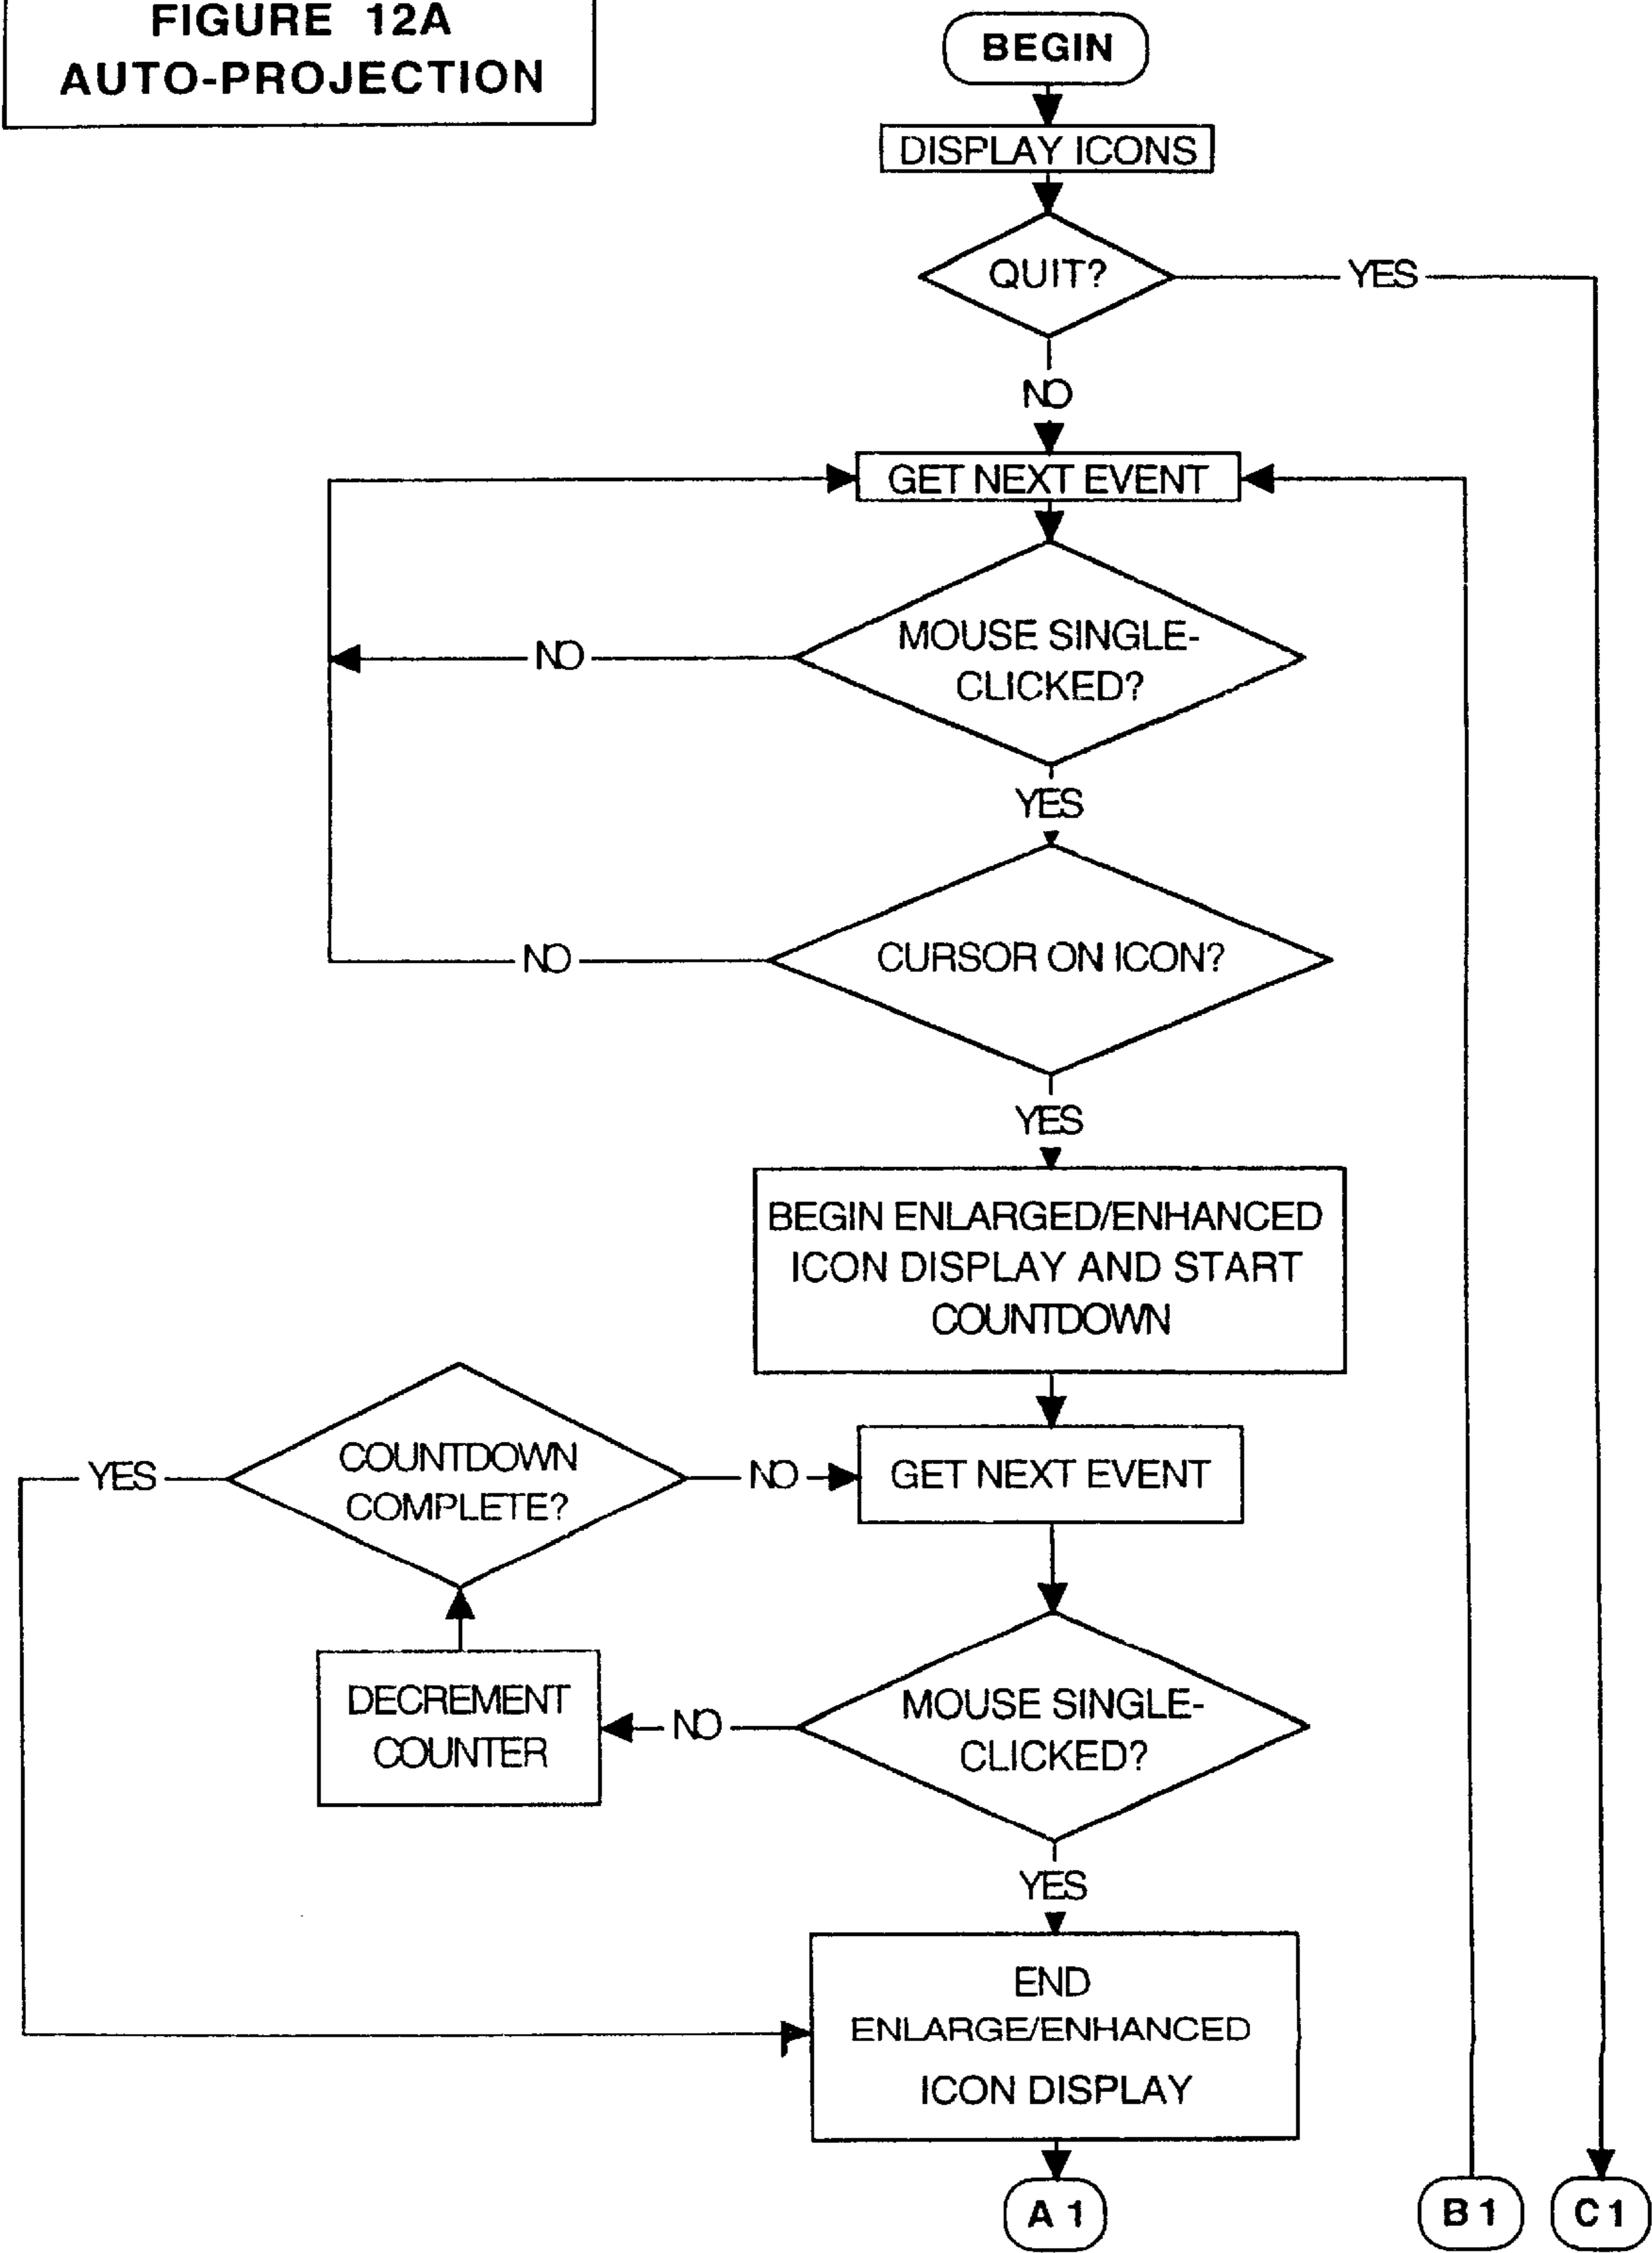 FIGURE 12A
AUTO-PROJECTION
BEGIN
DISPLAY ICONS
QUIT?
YES
NO
GET NEXT EVENT
MOUSE SINGLE-
CLICKED?
NO
YES
CURSOR ON ICON?
NO
YES
BEGIN ENLARGED/ENHANCED
ICON DISPLAY AND START
COUNTDOWN
YES
COUNTDOWN
COMPLETE?
NO
GET NEXT EVENT
DECREMENT
COUNTER
NO
MOUSE SINGLE-
CLICKED?
YES
END
ENLARGE/ENHANCED
ICON DISPLAY
A 1
B 1
C 1